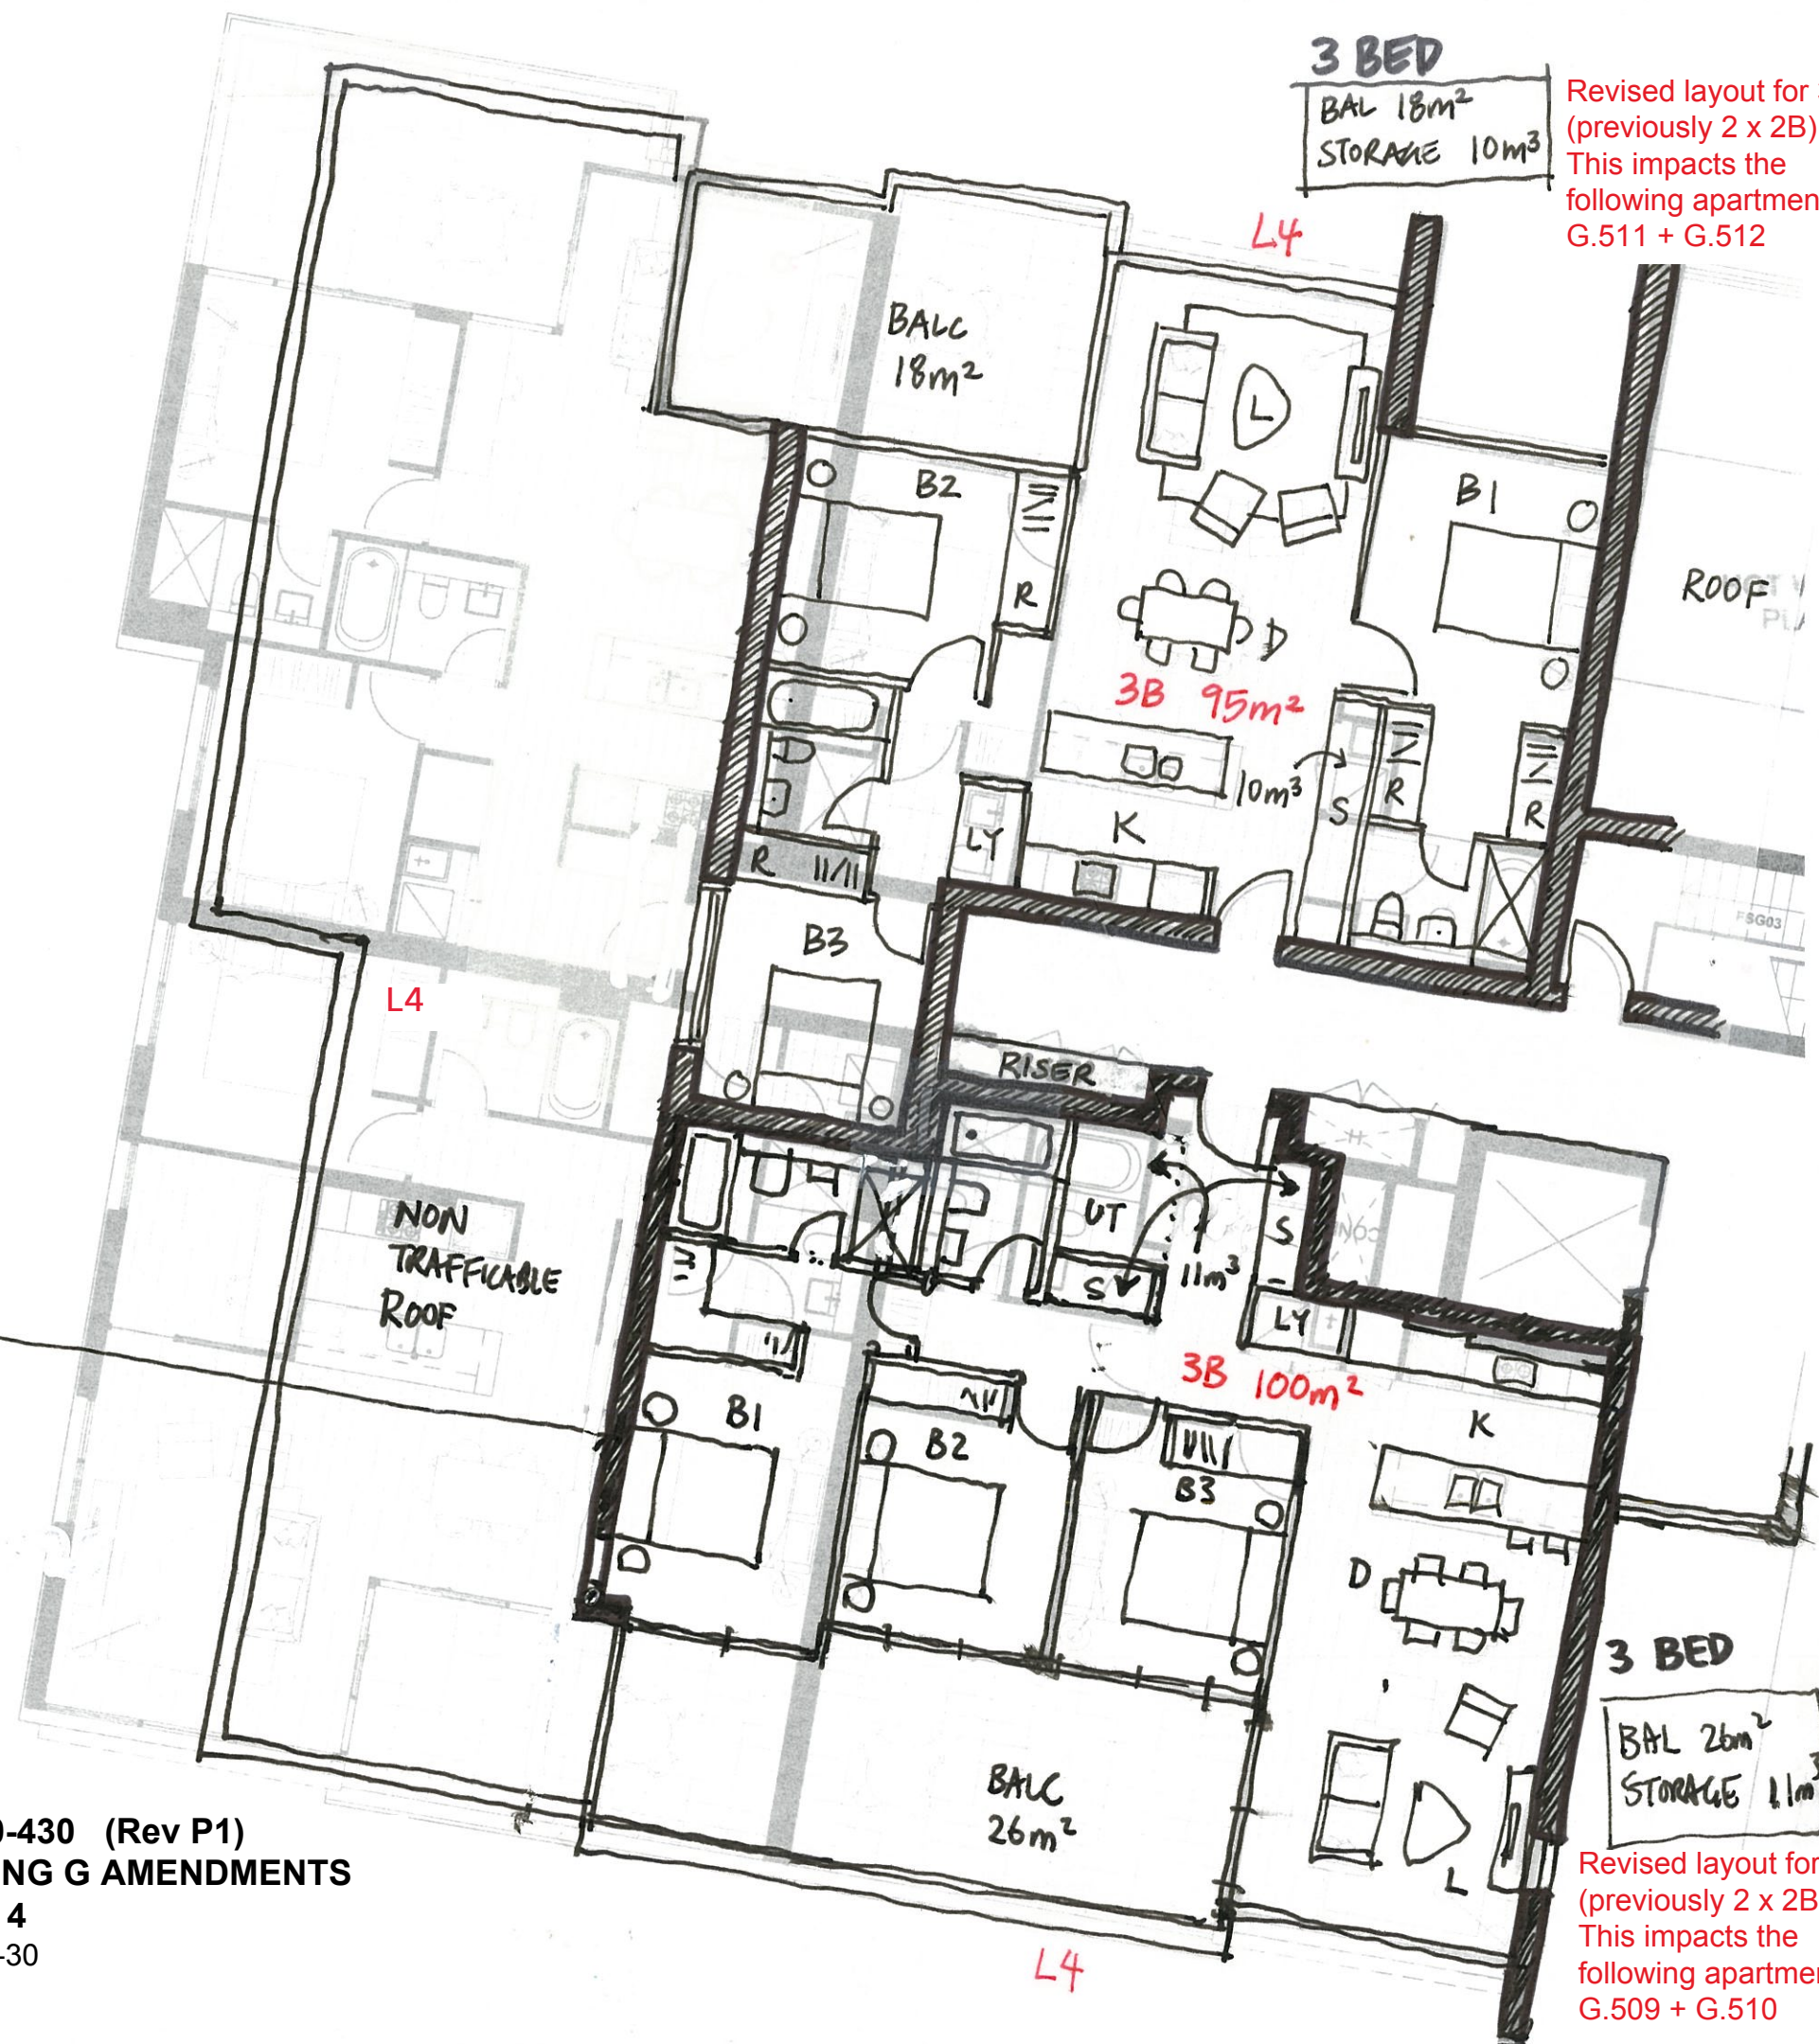 3 BED
BAL 18m²
STORAGE 10m³
Revised layout for
(previously 2 x 2B)
This impacts the
following
G.511 + G.512
L4
BALC
18m²
L
B2
B1
R
D
ROOF
3B 95m²
10m³
S
R
R
LY
K
R
B3
FSG03
L4
RISER
UT
S
S
11m³
LY
NON
TRAFFICABLE
ROOF
3B 100m²
B1
B2
B3
K
D
3 BED
BAL 26m²
STORAGE 11m³
BALC
26m²
L
-430 (Rev P1)
NG G AMENDMENTS
4
-30
Revised layout for
(previously 2 x 2B
This impacts the
following
G.509 + G.510
L4